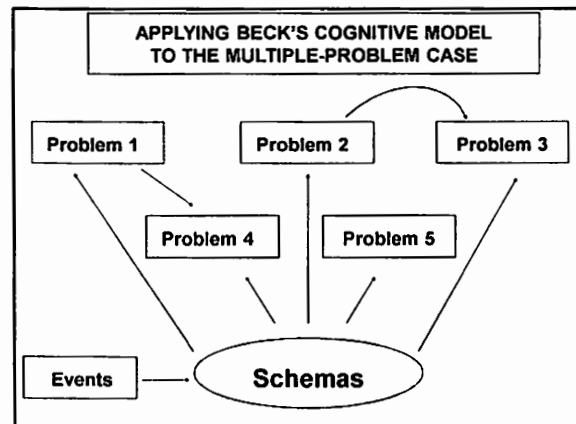 APPLYING BECK'S COGNITIVE MODEL
TO THE MULTIPLE-PROBLEM CASE
Problem 1
Problem 2
Problem 3
Problem 4
Problem 5
Events
Schemas